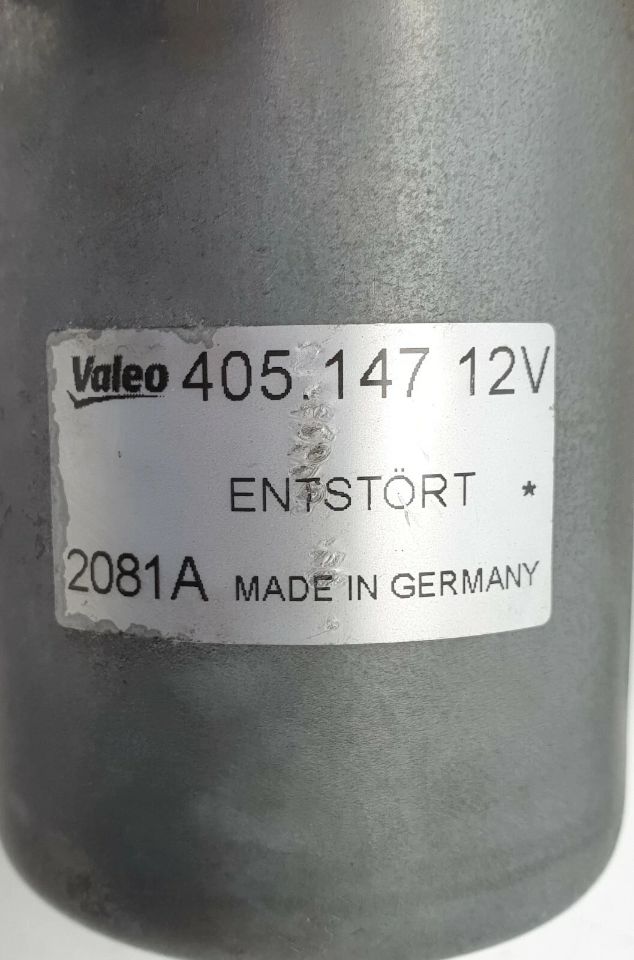 Valeo 405.147 12V
ENTSTÖRT *
2081A MADE IN GERMANY